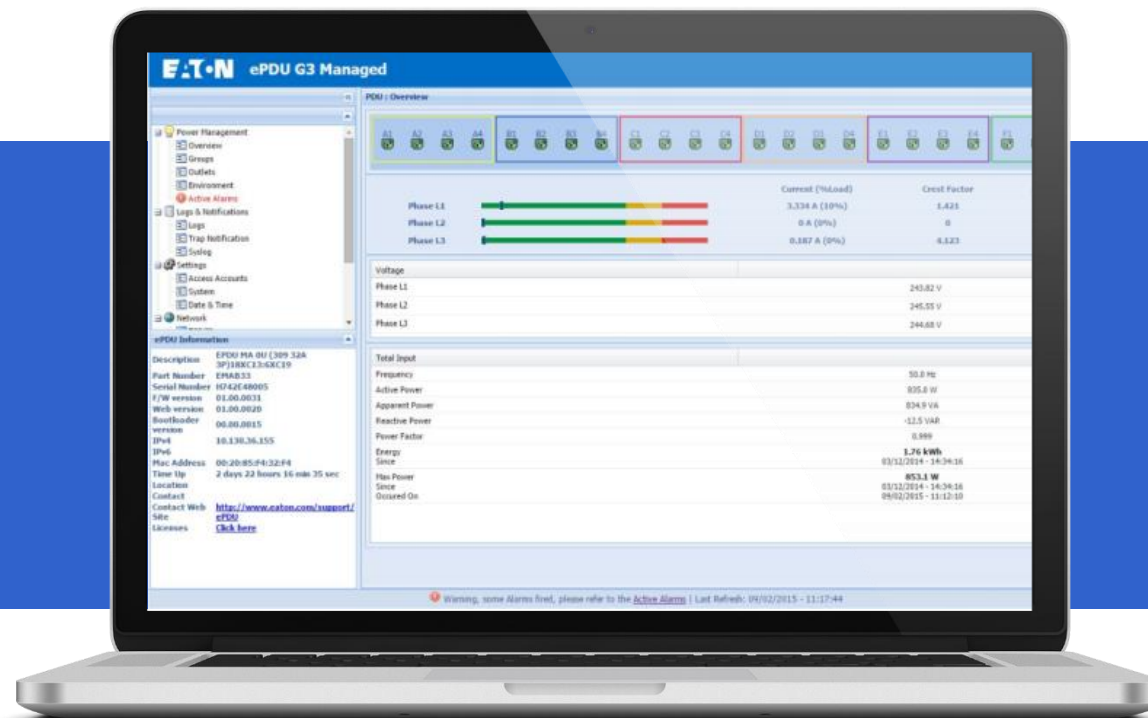 EATON ePDU G3 Managed
PDU : Overview
Power Management
Overview
Groups
Outlets
Environment
Active Alarms
Logs & Notifications
Logs
Trap Notification
Syslog
Settings
Access Accounts
System
Date & Time
Network
ePDU Information
Description EPDU MA 0U (309 32A
3P)18XC13:6XC19
Part Number EMAB33
Serial Number H742E48005
F/W version 01.00.0031
Web version 01.00.0020
Bootloader
version 00.00.0015
IPv4 10.130.36.155
IPv6
Mac Address 00:20:85:F4:32:F4
Time Up 2 days 22 hours 16 min 35 sec
Location
Contact
Contact Web http://www.eaton.com/support/
Site ePDU
Licenses Click here
A1 A2 A3 A4 B1 B2 B3 B4 C1 C2 C3 C4 D1 D2 D3 D4 E1 E2 E3 E4 F1
Current (%Load) Crest Factor
Phase L1 3.334 A (10%) 1.421
Phase L2 0 A (0%) 0
Phase L3 0.187 A (0%) 4.123
Voltage
Phase L1 243.82 V
Phase L2 245.55 V
Phase L3 244.68 V
Total Input
Frequency 50.0 Hz
Active Power 835.0 W
Apparent Power 834.9 VA
Reactive Power -12.5 VAR
Power Factor 0.999
Energy 1.76 kWh
Since 03/12/2014 - 14:34:16
Max Power 853.1 W
Since 03/12/2014 - 14:34:16
Occured On 09/02/2015 - 11:12:10
Warning, some Alarms fired, please refer to the Active Alarms | Last Refresh: 09/02/2015 - 11:17:44